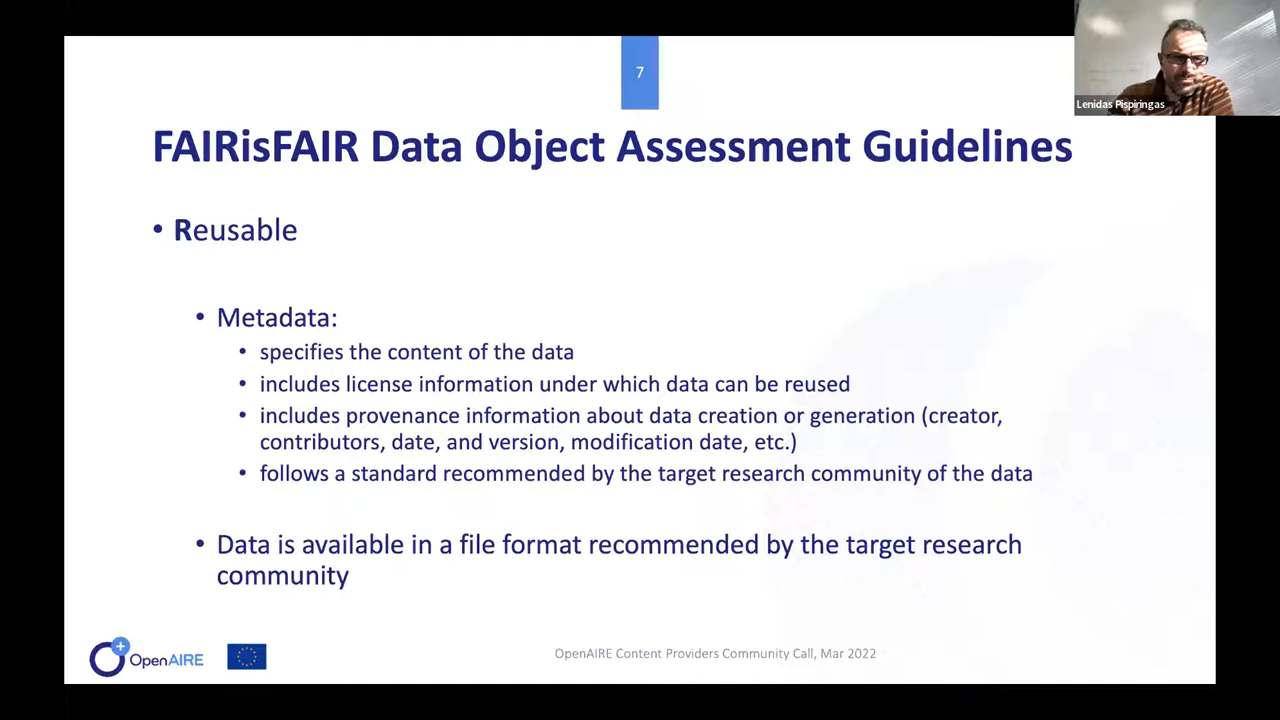 7
Lenidas Pispiringas
FAIRisFAIR Data Object Assessment Guidelines
• Reusable
• Metadata:
• specifies the content of the data
• includes license information under which data can be reused
• includes provenance information about data creation or generation (creator,
contributors, date, and version, modification date, etc.)
• follows a standard recommended by the target research community of the data
• Data is available in a file format recommended by the target research
community
OpenAIRE
OpenAIRE Content Providers Community Call, Mar 2022